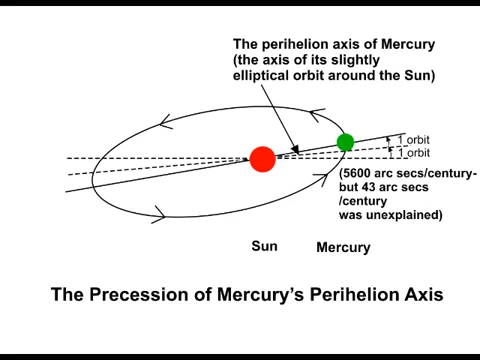 The perihelion axis of Mercury
(the axis of its slightly
elliptical orbit around the Sun)
1 orbit
1 orbit
(5600 arc secs/century-
but 43 arc secs
/century
was unexplained)
Sun
Mercury
The Precession of Mercury's Perihelion Axis